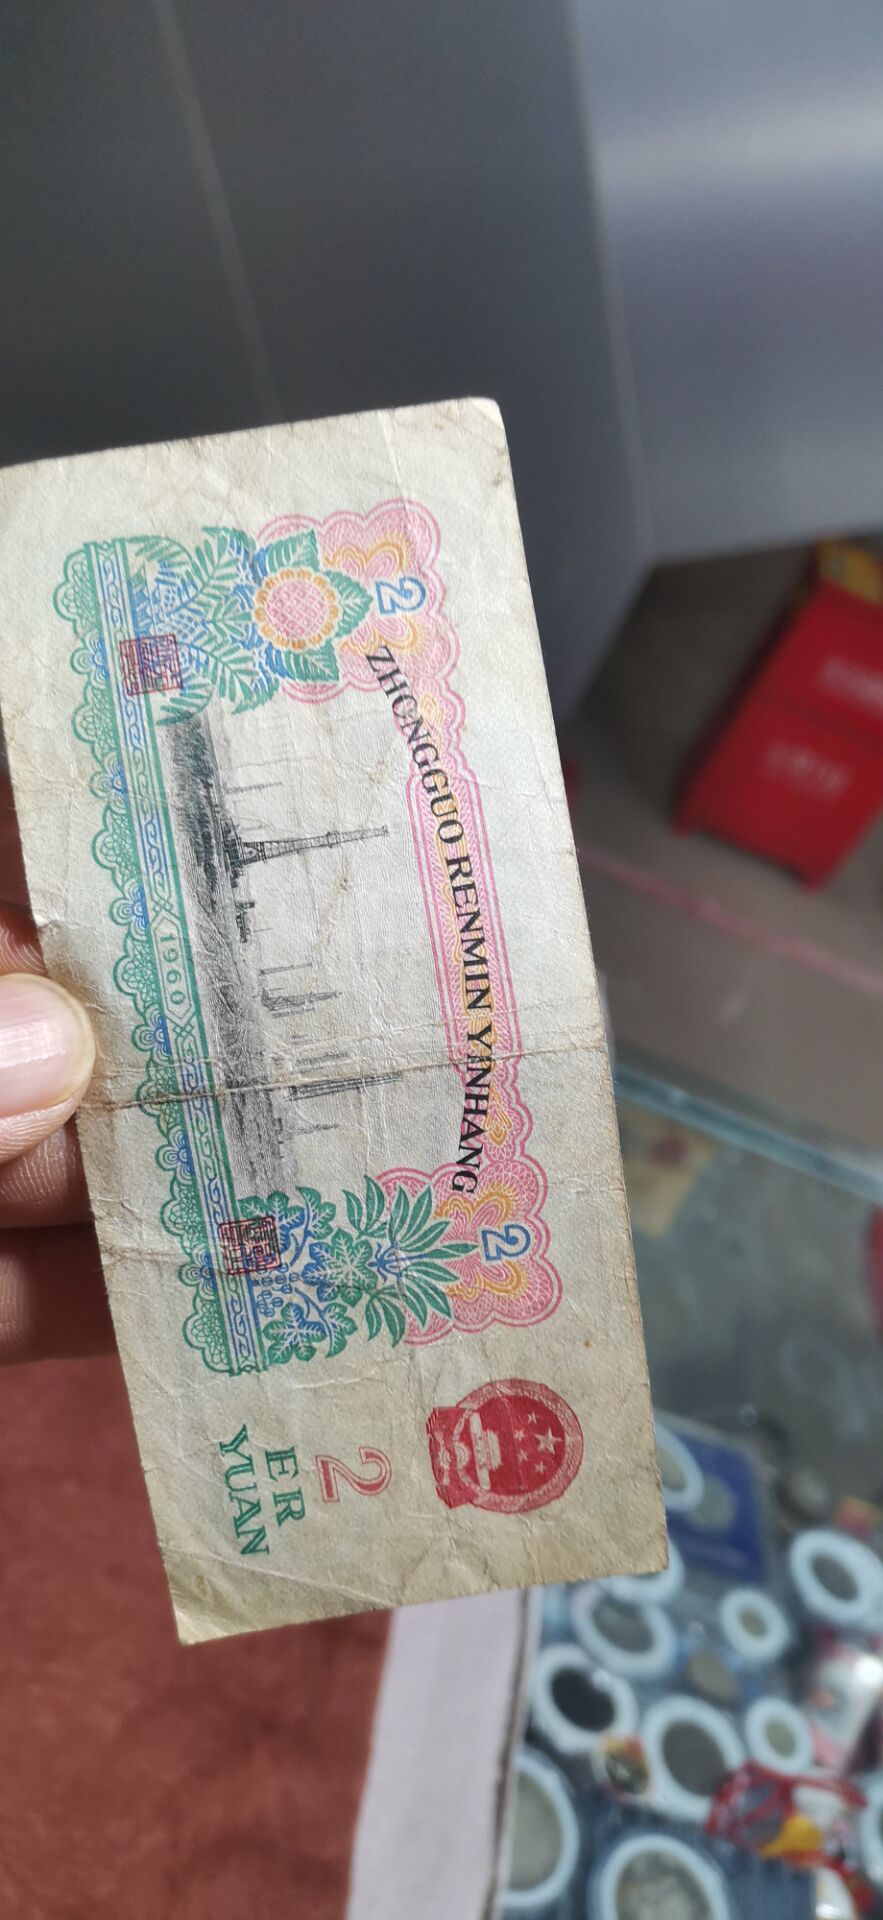 2
ZHONGGUO RENMIN YINHANG
2
1960
2
ER
YUAN